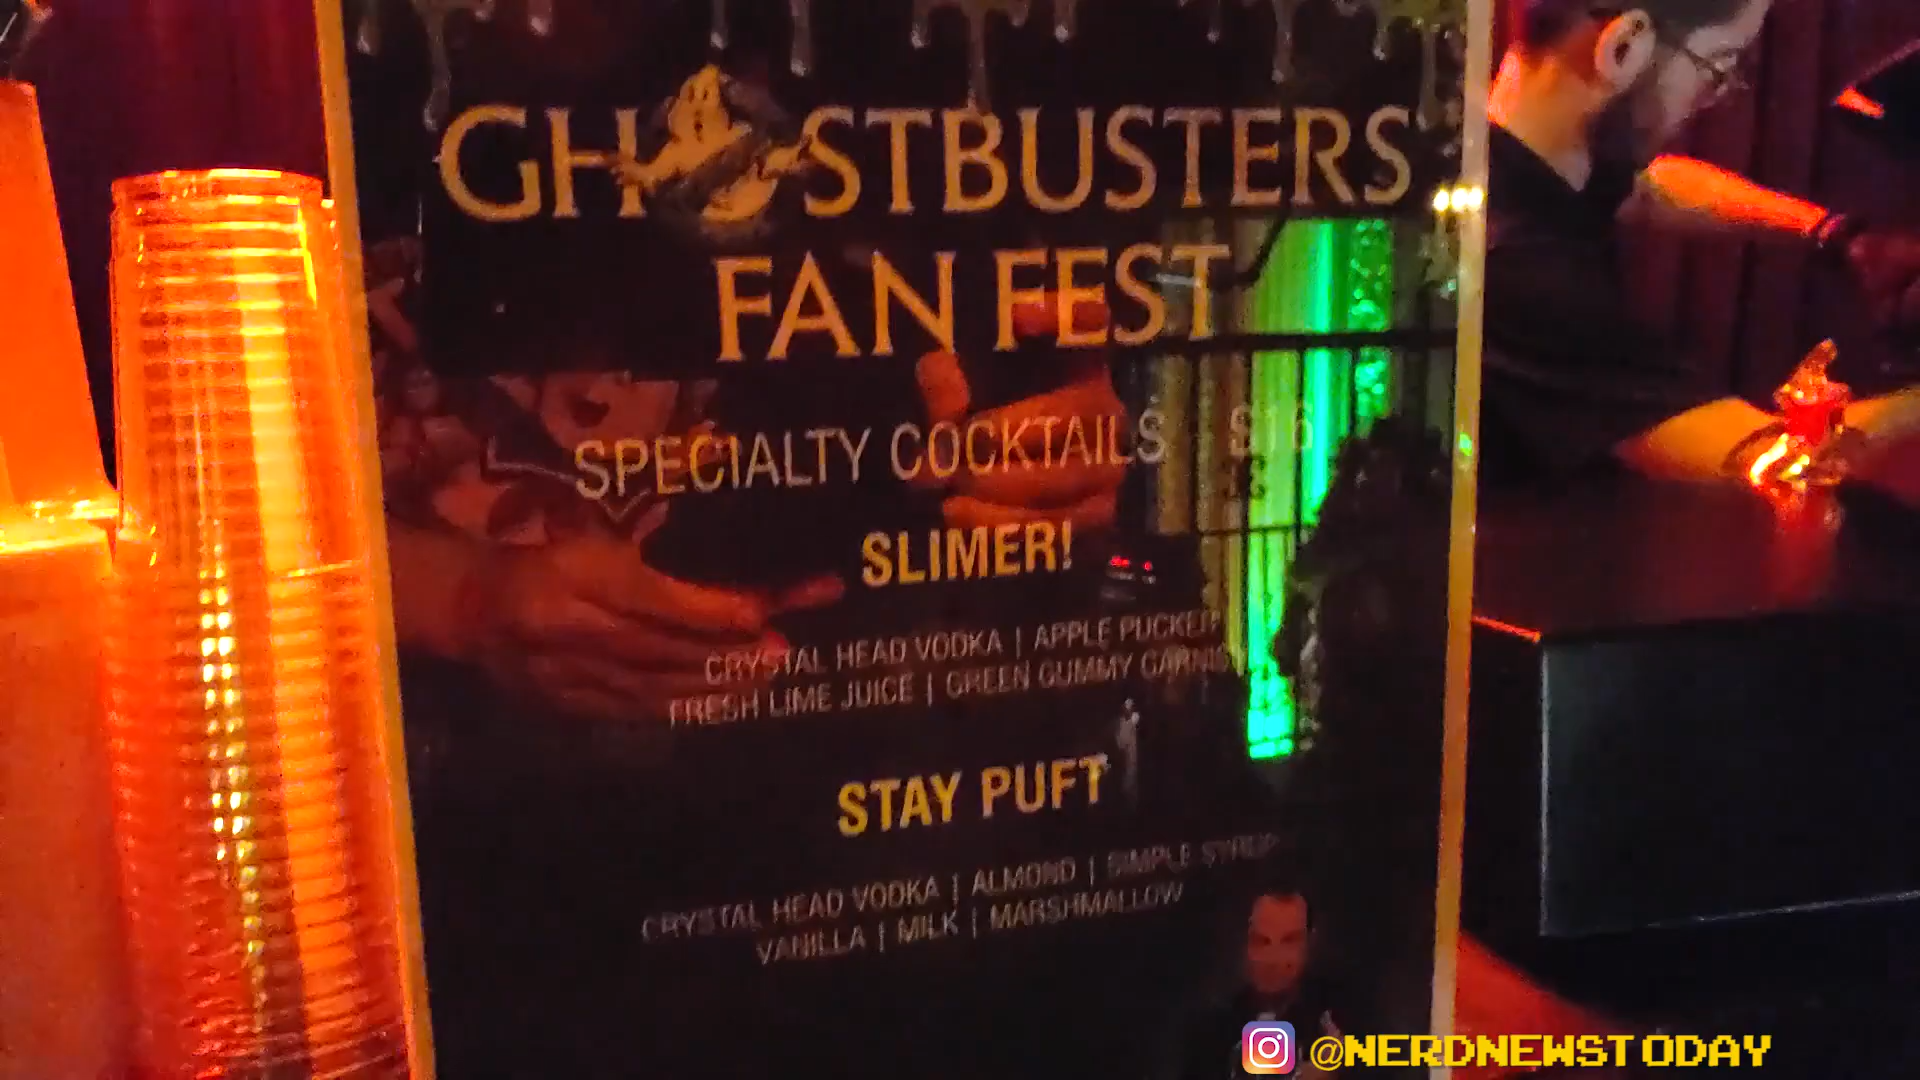 GHOSTBUSTERS
FAN FEST
SPECIALTY COCKTAILS $16
SLIMER!
CRYSTAL HEAD VODKA | APPLE PUCKER
FRESH LIME JUICE | GREEN GUMMY
STAY PUFT
CRYSTAL HEAD VODKA | ALMOND | SIMPLE SYRUP
VANILLA | MILK | MARSHMALLOW
@NERDNEWSTODAY